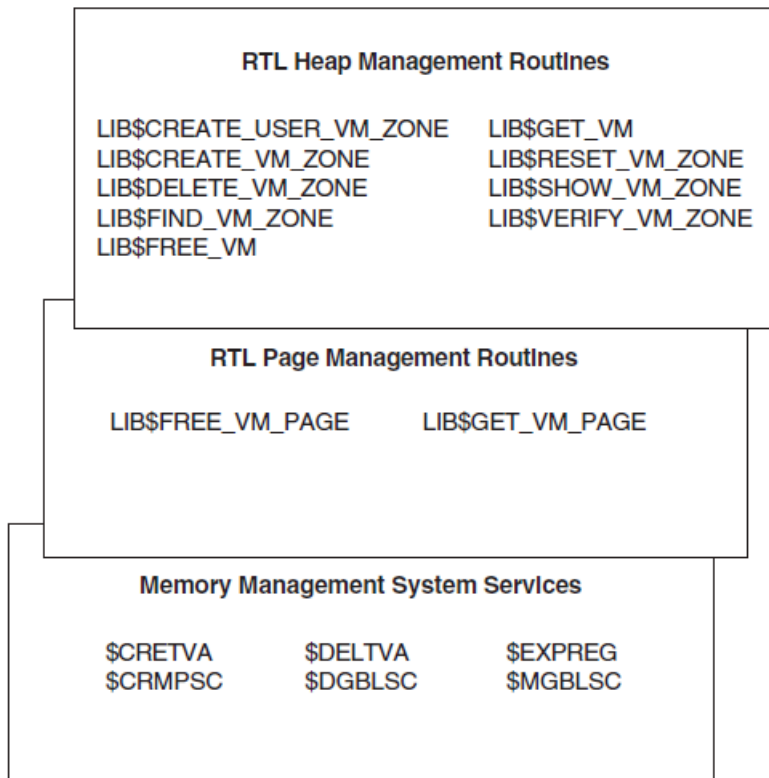 RTL Heap Management Routines
LIB$CREATE_USER_VM_ZONE LIB$GET_VM
LIB$CREATE_VM_ZONE LIB$RESET_VM_ZONE
LIB$DELETE_VM_ZONE LIB$SHOW_VM_ZONE
LIB$FIND_VM_ZONE LIB$VERIFY_VM_ZONE
LIB$FREE_VM
RTL Page Management Routines
LIB$FREE_VM_PAGE LIB$GET_VM_PAGE
Memory Management System Services
$CRETVA $DELTVA $EXPREG
$CRMPSC $DGBLSC $MGBLSC